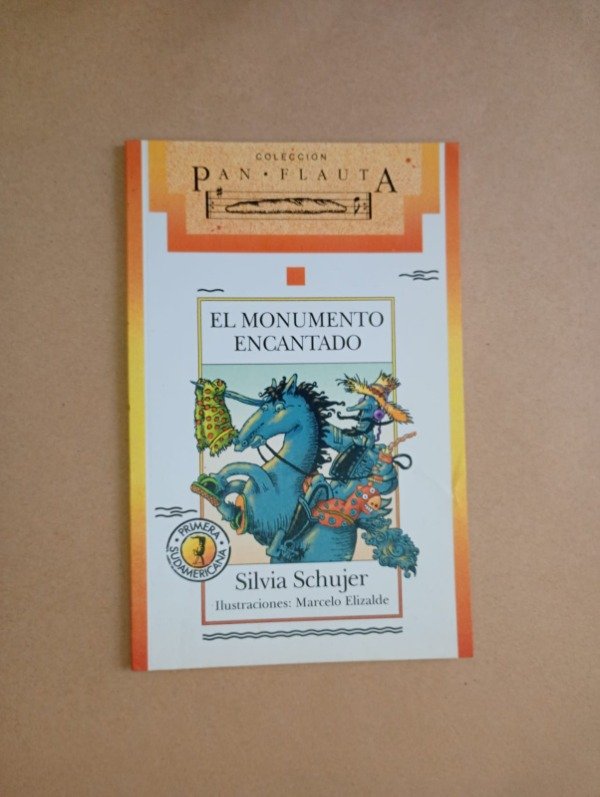 COLECCIÓN
PAN • FLAUTA
EL MONUMENTO
ENCANTADO
PRIMERA
SUDAMERICANA
Silvia Schujer
Ilustraciones: Marcelo Elizalde